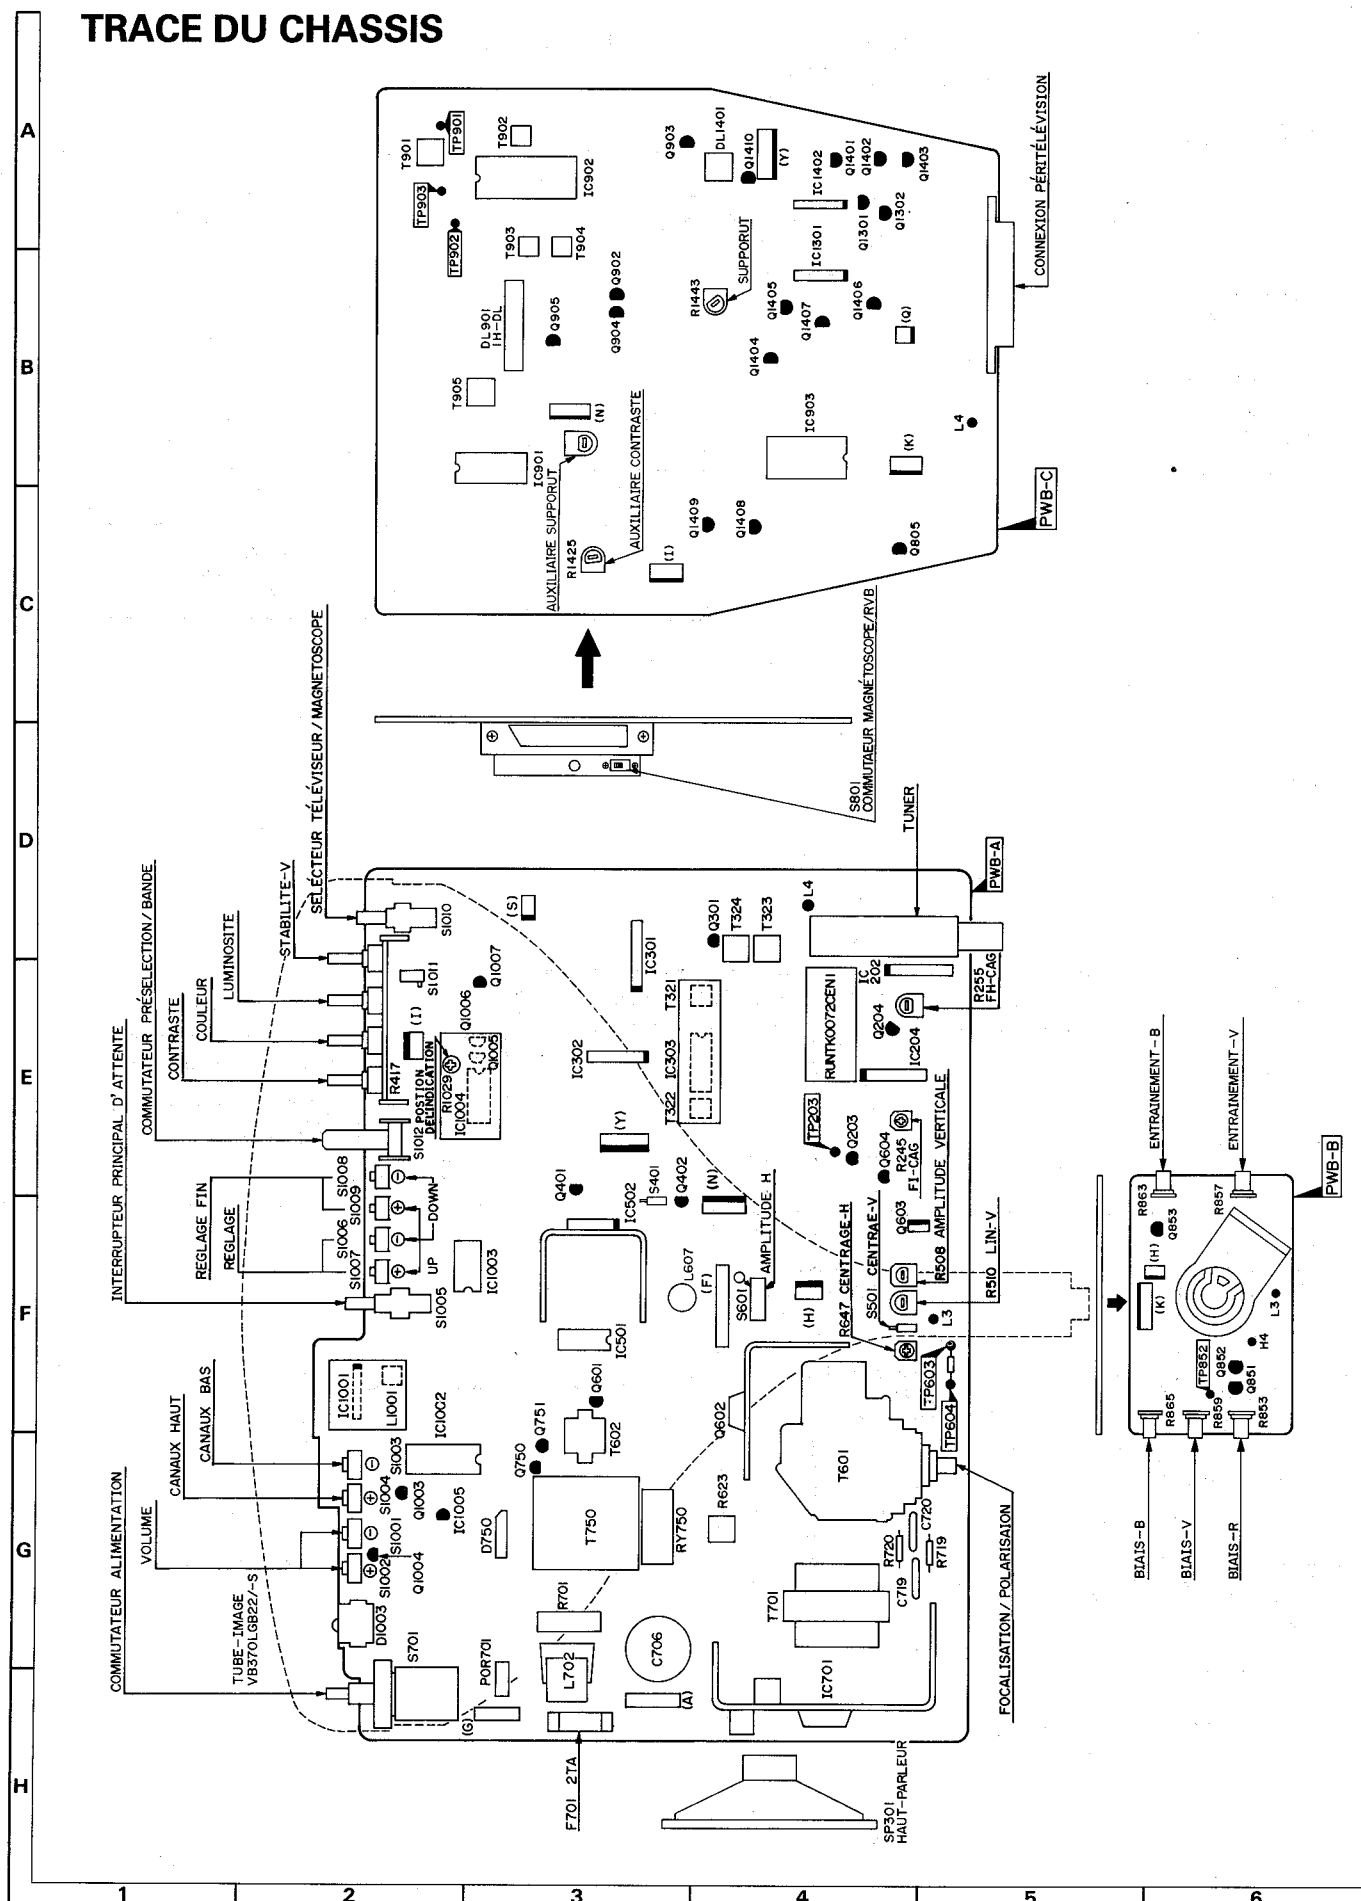 TRACE DU CHASSIS
A
B
C
D
E
F
G
H
1
2
3
4
5
6
T901
TP901
TP903
TP902
T902
IC902
T903
T904
DL901
1H-DL
Q905
Q904
Q902
T905
IC901
(N)
AUXILIAIRE SUPPORUT
R1425
AUXILIAIRE CONTRASTE
(I)
Q903
DL1401
Q1410
(Y)
IC1402
Q1401
Q1402
Q1403
Q1301
Q1302
IC1301
R1443
SUPPORUT
Q1405
Q1407
Q1406
Q1404
(Q)
IC903
(K)
L4
Q1409
Q1408
Q805
PWB-C
CONNEXION PÉRITÉLÉVISION
S801
COMMUTAEUR MAGNÉTOSCOPE/RVB
TUNER
PWB-A
SÉLECTEUR TÉLÉVISEUR/MAGNETOSCOPE
STABILITE-V
LUMINOSITE
COULEUR
CONTRASTE
COMMUTATEUR PRÉSELECTION/BANDE
INTERRUPTEUR PRINCIPAL D'ATTENTE
REGLAGE FIN
REGLAGE
CANAUX BAS
CANAUX HAUT
VOLUME
COMMUTATEUR ALIMENTATION
TUBE-IMAGE
VB370LGB22/-S
S1010
S1011
Q1007
(S)
Q1006
Q1005
(I)
R417
R1029
IC1004
S1012
POSTION
DELINDICATION
S1008
S1009
S1006
S1007
DOWN
UP
S1005
IC1003
IC1001
L1001
IC1002
S1003
S1004
S1001
S1002
Q1003
Q1004
IC1005
D1003
S701
POR701
(G)
F701 2TA
L702
R701
C706
(A)
D750
T750
RY750
Q750
Q751
T602
Q601
IC501
IC502
S401
Q401
Q402
(N)
(Y)
IC302
IC301
T321
IC303
T322
Q301
T324
T323
L4
IC202
R255
FH-CAG
Q204
IC204
RUNTK0072CEN1
TP203
Q203
Q604
R245
FI-CAG
Q603
R508 AMPLITUDE VERTICALE
R510 LIN.-V
S501 CENTRAE-V
R647 CENTRAGE-H
AMPLITUDE H
S601
L607
(F)
(H)
L3
TP603
TP604
Q602
T601
R623
FOCALISATION/POLARISAION
C720
R720
R719
C719
T701
IC701
SP301
HAUT-PARLEUR
ENTRAINEMENT-B
ENTRAINEMENT-V
PWB-B
R863
Q853
R857
(H)
(K)
L3
H4
TP852
Q852
Q851
R865
R859
R853
BIAIS-B
BIAIS-V
BIAIS-R